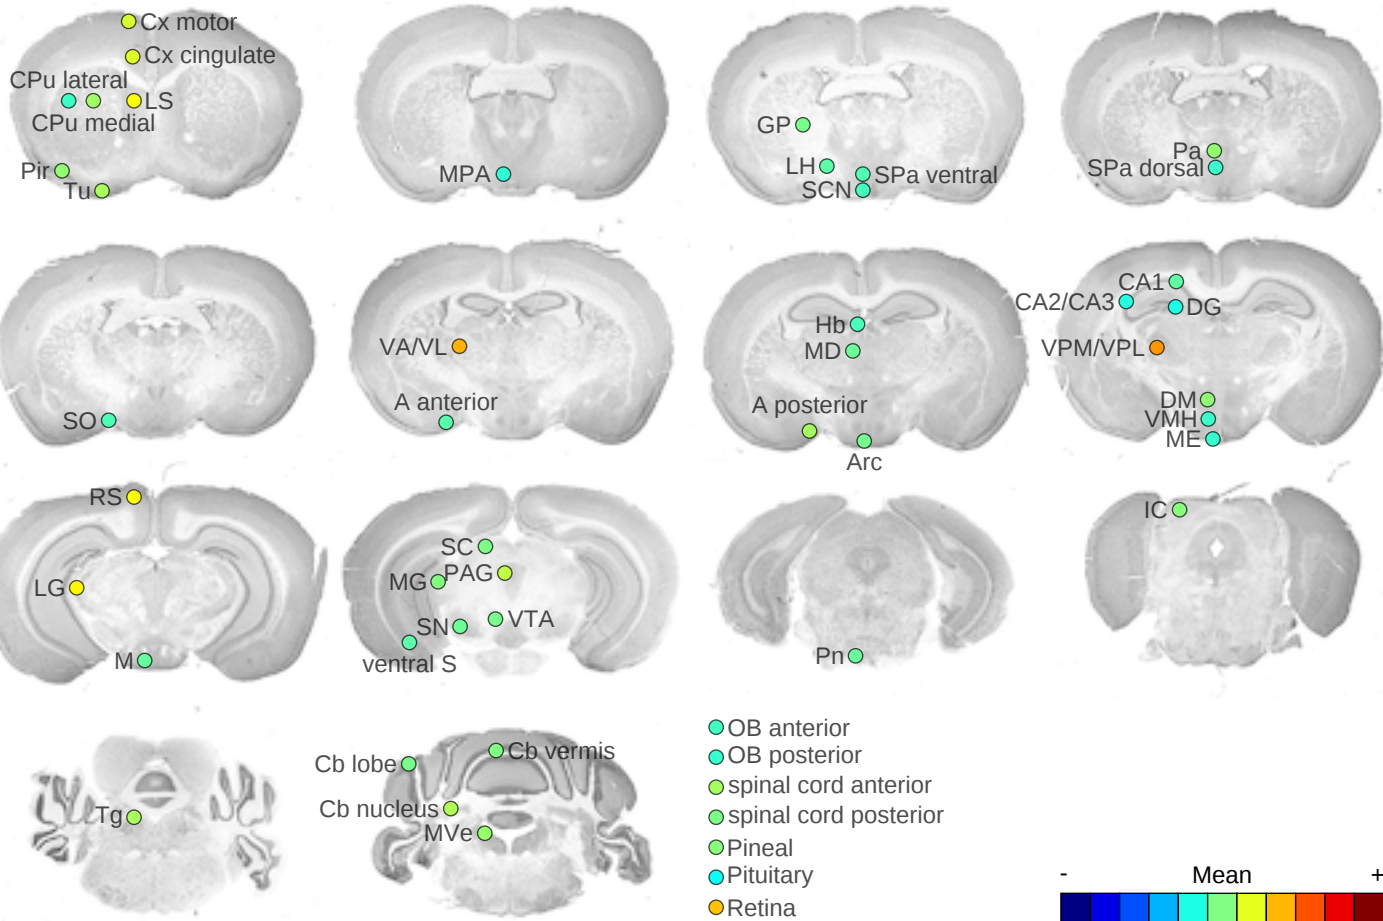 Cx motor
Cx cingulate
CPu lateral
LS
CPu medial
Pir
Tu
MPA
GP
LH
SPa ventral
SCN
Pa
SPa dorsal
SO
VA/VL
A anterior
Hb
MD
A posterior
Arc
CA1
CA2/CA3
DG
VPM/VPL
DM
VMH
ME
RS
LG
M
SC
MG
PAG
SN
VTA
ventral S
Pn
IC
Tg
Cb lobe
Cb vermis
Cb nucleus
MVe
OB anterior
OB posterior
spinal cord anterior
spinal cord posterior
Pineal
Pituitary
Retina
- Mean +